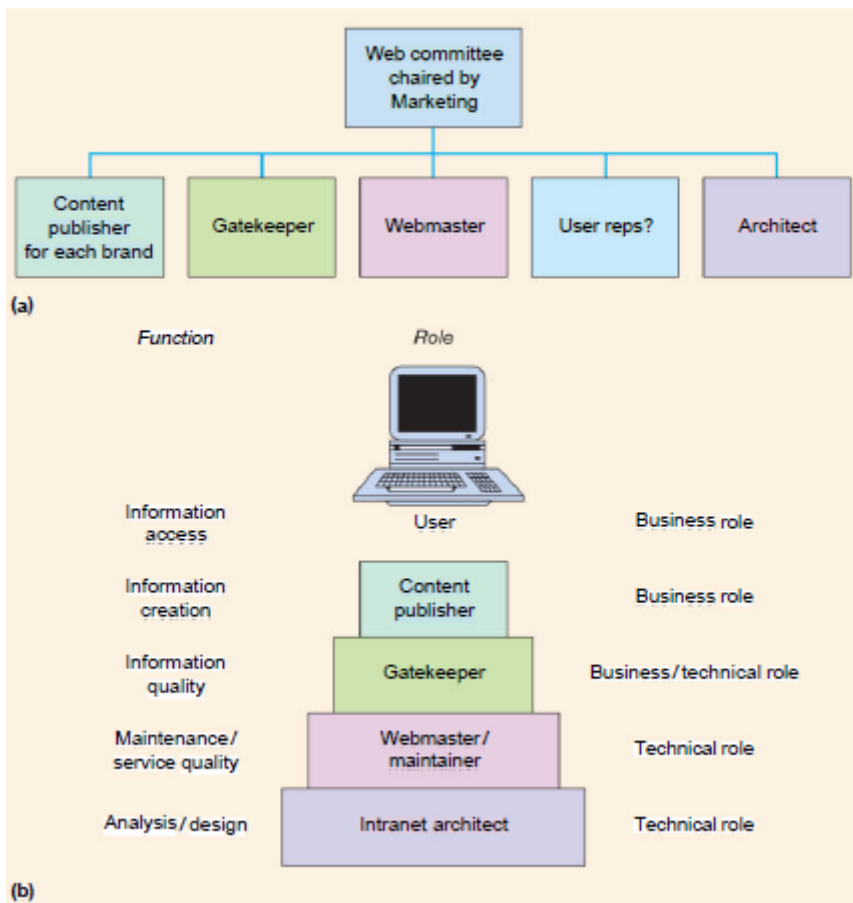 Web committee
chaired by
Marketing
Content
publisher
for each brand
Gatekeeper
Webmaster
User reps?
Architect
(a)
Function
Role
Information
access
User
Business role
Information
creation
Content
publisher
Business role
Information
quality
Gatekeeper
Business/technical role
Maintenance/
service quality
Webmaster/
maintainer
Technical role
Analysis/design
Intranet architect
Technical role
(b)